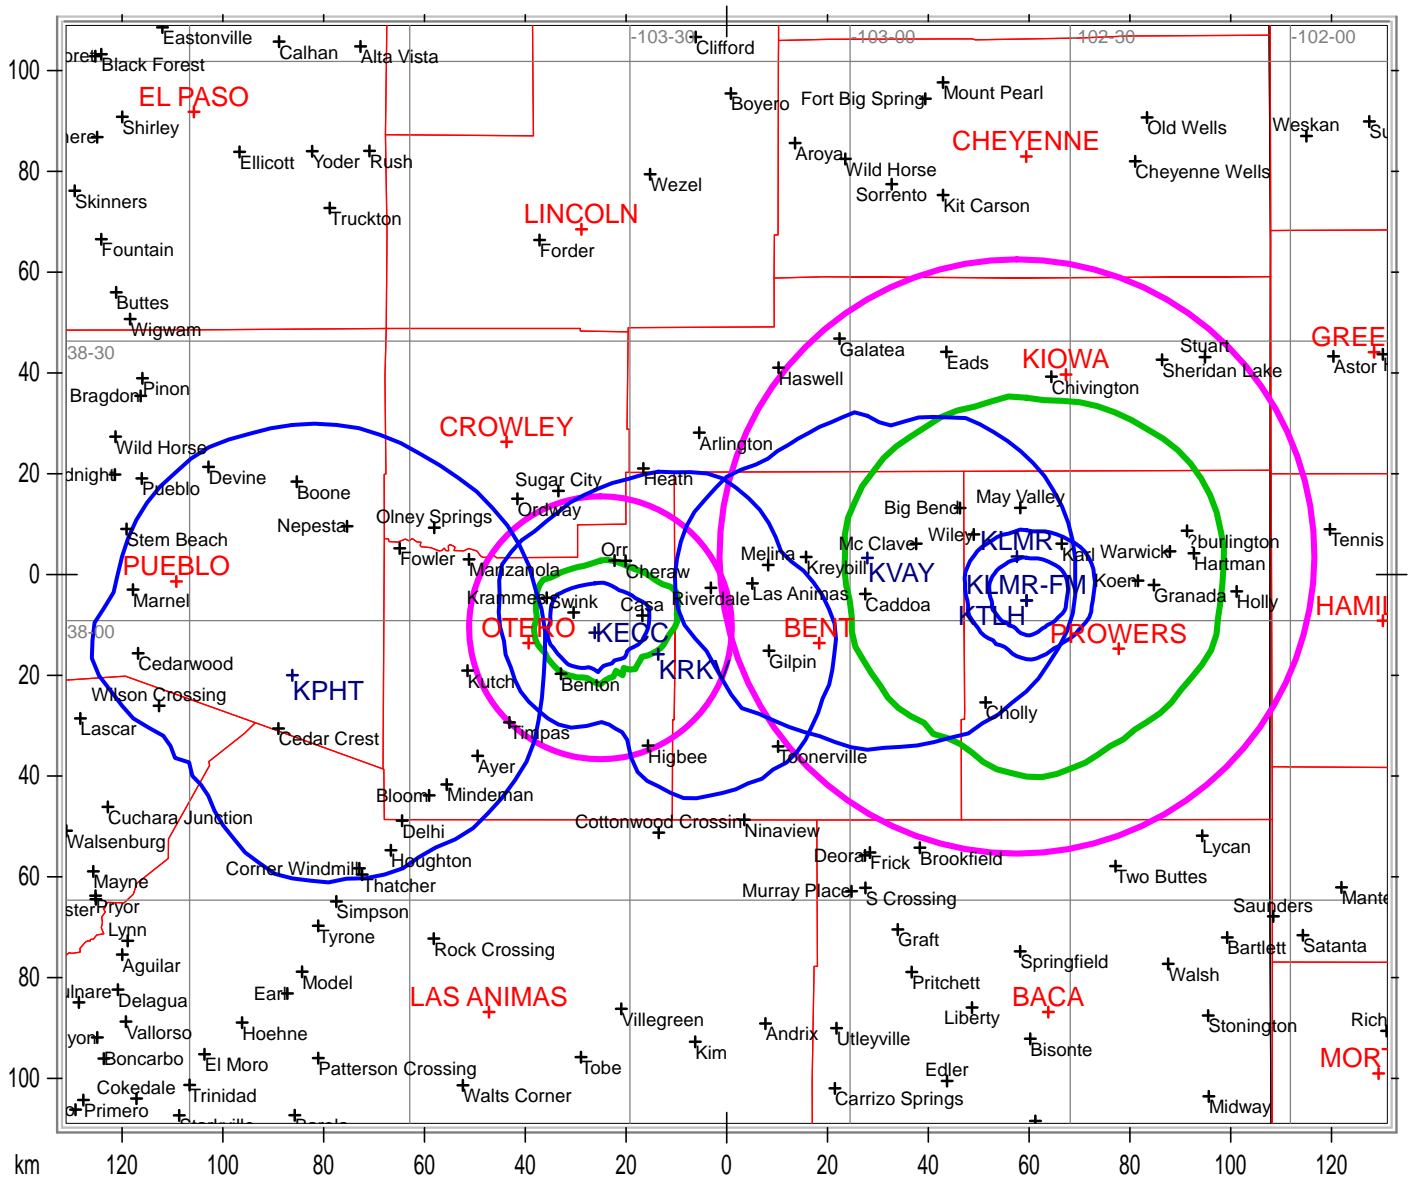 Eastonville
Clifford
-103-30
-103-00
-102-30
-102-00
Calhan
Alta Vista
Black Forest
100
EL PASO
Boyero
Fort Big Spring
Mount Pearl
Shirley
Old Wells
Weskan
CHEYENNE
Aroya
Ellicott
Yoder
Rush
Wild Horse
Cheyenne Wells
80
Wezel
Sorrento
Kit Carson
Skinners
Truckton
LINCOLN
Fountain
Forder
60
Buttes
Wigwam
38-30
Galatea
Eads
KIOWA
Stuart
GREE
Sheridan Lake
Astor
40
Pinon
Bragdon
Haswell
Chivington
CROWLEY
Wild Horse
Arlington
20
dnight
Pueblo
Devine
Boone
Sugar City
Heath
Ordway
Big Bend
May Valley
Nepesta
Olney Springs
Stem Beach
Wiley
KLMR
Mc Clave
Karl
Warwick
?burlington
Tennis
Fowler
Manzanola
Orr
Cheraw
Melina
Kreybill
Hartman
0
PUEBLO
KVAY
KLMR-FM
Koen
Granada
Holly
Marnel
Krammes
Swink
Casa
Riverdale
Las Animas
Caddoa
KTLH
HAMI
38-00
OTERO
KECC
BENT
PROWERS
Cedarwood
Gilpin
KRKV
20
Wilson Crossing
KPHT
Kutch
Benton
Lascar
Cedar Crest
Timpas
Cholly
Higbee
Toonerville
40
Ayer
Bloom
Mindeman
Cuchara Junction
Delhi
Cottonwood Crossin
Ninaview
Walsenburg
Lycan
Houghton
Deora
Frick
Brookfield
60
Mayne
Corner Windmill
Thatcher
Two Buttes
Murray Place
S Crossing
Mante
Pryor
Simpson
Saunders
Lynn
Tyrone
Rock Crossing
Graft
Bartlett
Satanta
Aguilar
Springfield
Walsh
80
Model
Pritchett
ulnare
Delagua
Earl
LAS ANIMAS
BACA
Vallorso
Hoehne
Villegreen
Andrix
Utleyville
Liberty
Stonington
Rich
yon
Boncarbo
El Moro
Patterson Crossing
Tobe
Kim
Bisonte
MOR
100
Cokedale
Trinidad
Walts Corner
Edler
Carrizo Springs
Primero
Midway
km
120
100
80
60
40
20
0
20
40
60
80
100
120